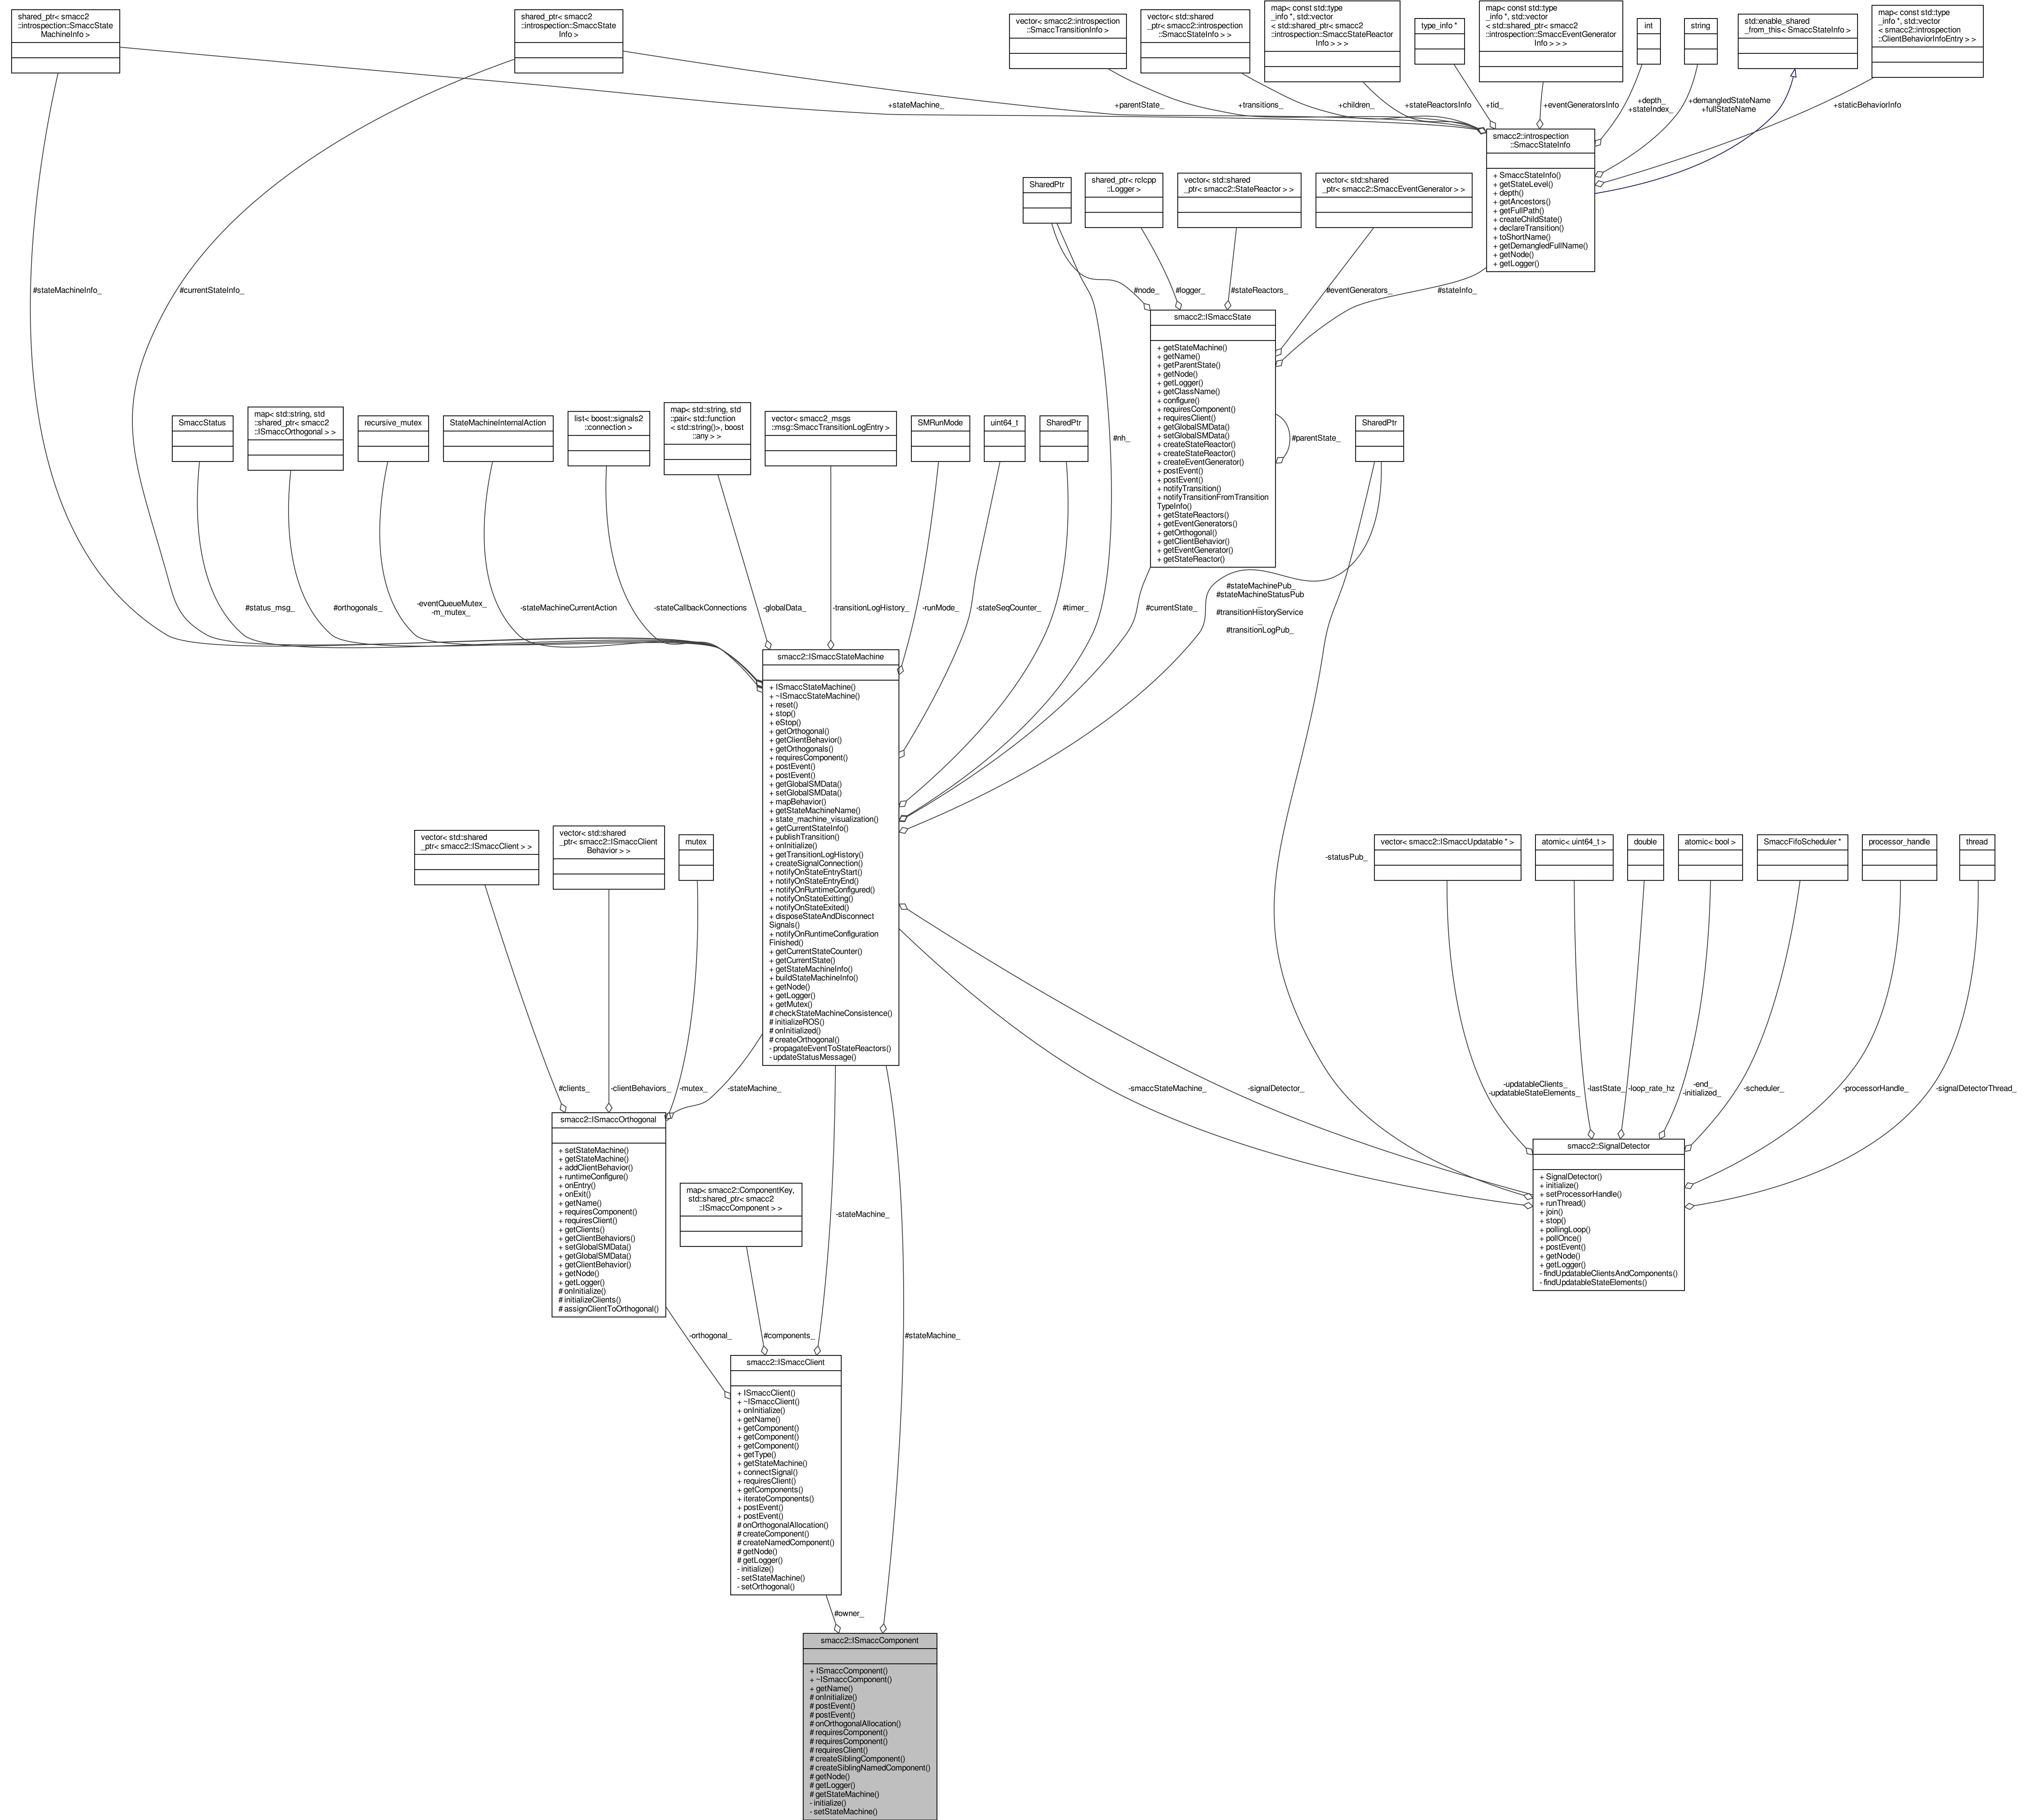 shared_ptr< smacc2
::introspection::SmaccState
MachineInfo >
shared_ptr< smacc2
::introspection::SmaccState
Info >
vector< smacc2::introspection
::SmaccTransitionInfo >
vector< std::shared
_ptr< smacc2::introspection
::SmaccStateInfo > >
map< const std::type
_info *, std::vector
< std::shared_ptr< smacc2
::introspection::SmaccStateReactor
Info > > >
type_info *
map< const std::type
_info *, std::vector
< std::shared_ptr< smacc2
::introspection::SmaccEventGenerator
Info > > >
int
string
std::enable_shared
_from_this< SmaccStateInfo >
map< const std::type
_info *, std::vector
< smacc2::introspection
::ClientBehaviorInfoEntry > >
+stateMachine_
+parentState_
+transitions_
+children_
+stateReactorsInfo
+tid_
+eventGeneratorsInfo
+depth_
+stateIndex_
+demangledStateName
+fullStateName
+staticBehaviorInfo
smacc2::introspection
::SmaccStateInfo
+ SmaccStateInfo()
+ getStateLevel()
+ depth()
+ getAncestors()
+ getFullPath()
+ createChildState()
+ declareTransition()
+ toShortName()
+ getDemangledFullName()
+ getNode()
+ getLogger()
SharedPtr
shared_ptr< rclcpp
::Logger >
vector< std::shared
_ptr< smacc2::StateReactor > >
vector< std::shared
_ptr< smacc2::SmaccEventGenerator > >
#stateMachineInfo_
#currentStateInfo_
#node_
#logger_
#stateReactors_
#eventGenerators_
#stateInfo_
smacc2::ISmaccState
+ getStateMachine()
+ getName()
+ getParentState()
+ getNode()
+ getLogger()
+ getClassName()
+ configure()
+ requiresComponent()
+ requiresClient()
+ getGlobalSMData()
+ setGlobalSMData()
+ createStateReactor()
+ createStateReactor()
+ createEventGenerator()
+ postEvent()
+ postEvent()
+ notifyTransition()
+ notifyTransitionFromTransition
TypeInfo()
+ getStateReactors()
+ getEventGenerators()
+ getOrthogonal()
+ getClientBehavior()
+ getEventGenerator()
+ getStateReactor()
#parentState_
#nh_
SmaccStatus
map< std::string, std
::shared_ptr< smacc2
::ISmaccOrthogonal > >
recursive_mutex
StateMachineInternalAction
list< boost::signals2
::connection >
map< std::string, std
::pair< std::function
< std::string()>, boost
::any > >
vector< smacc2_msgs
::msg::SmaccTransitionLogEntry >
SMRunMode
uint64_t
SharedPtr
SharedPtr
#status_msg_
#orthogonals_
-eventQueueMutex_
-m_mutex_
-stateMachineCurrentAction
-stateCallbackConnections
-globalData_
-transitionLogHistory_
-runMode_
-stateSeqCounter_
#timer_
#currentState_
#stateMachinePub_
#stateMachineStatusPub
_
#transitionHistoryService
_
#transitionLogPub_
smacc2::ISmaccStateMachine
+ ISmaccStateMachine()
+ ~ISmaccStateMachine()
+ reset()
+ stop()
+ eStop()
+ getOrthogonal()
+ getClientBehavior()
+ getOrthogonals()
+ requiresComponent()
+ postEvent()
+ postEvent()
+ getGlobalSMData()
+ setGlobalSMData()
+ mapBehavior()
+ getStateMachineName()
+ state_machine_visualization()
+ getCurrentStateInfo()
+ publishTransition()
+ onInitialize()
+ getTransitionLogHistory()
+ createSignalConnection()
+ notifyOnStateEntryStart()
+ notifyOnStateEntryEnd()
+ notifyOnRuntimeConfigured()
+ notifyOnStateExitting()
+ notifyOnStateExited()
+ disposeStateAndDisconnect
Signals()
+ notifyOnRuntimeConfiguration
Finished()
+ getCurrentStateCounter()
+ getCurrentState()
+ getStateMachineInfo()
+ buildStateMachineInfo()
+ getNode()
+ getLogger()
+ getMutex()
# checkStateMachineConsistence()
# initializeROS()
# onInitialized()
# createOrthogonal()
- propagateEventToStateReactors()
- updateStatusMessage()
vector< std::shared
_ptr< smacc2::ISmaccClient > >
vector< std::shared
_ptr< smacc2::ISmaccClient
Behavior > >
mutex
-statusPub_
vector< smacc2::ISmaccUpdatable * >
atomic< uint64_t >
double
atomic< bool >
SmaccFifoScheduler *
processor_handle
thread
#clients_
-clientBehaviors_
-mutex_
-stateMachine_
-smaccStateMachine_
-signalDetector_
-updatableClients_
-updatableStateElements_
-lastState_
-loop_rate_hz
-end_
-initialized_
-scheduler_
-processorHandle_
-signalDetectorThread_
smacc2::ISmaccOrthogonal
+ setStateMachine()
+ getStateMachine()
+ addClientBehavior()
+ runtimeConfigure()
+ onEntry()
+ onExit()
+ getName()
+ requiresComponent()
+ requiresClient()
+ getClients()
+ getClientBehaviors()
+ setGlobalSMData()
+ getGlobalSMData()
+ getClientBehavior()
+ getNode()
+ getLogger()
# onInitialize()
# initializeClients()
# assignClientToOrthogonal()
smacc2::SignalDetector
+ SignalDetector()
+ initialize()
+ setProcessorHandle()
+ runThread()
+ join()
+ stop()
+ pollingLoop()
+ pollOnce()
+ postEvent()
+ getNode()
+ getLogger()
- findUpdatableClientsAndComponents()
- findUpdatableStateElements()
map< smacc2::ComponentKey,
std::shared_ptr< smacc2
::ISmaccComponent > >
-stateMachine_
-orthogonal_
#components_
#stateMachine_
smacc2::ISmaccClient
+ ISmaccClient()
+ ~ISmaccClient()
+ onInitialize()
+ getName()
+ getComponent()
+ getComponent()
+ getComponent()
+ getType()
+ getStateMachine()
+ connectSignal()
+ requiresClient()
+ getComponents()
+ iterateComponents()
+ postEvent()
+ postEvent()
# onOrthogonalAllocation()
# createComponent()
# createNamedComponent()
# getNode()
# getLogger()
- initialize()
- setStateMachine()
- setOrthogonal()
#owner_
smacc2::ISmaccComponent
+ ISmaccComponent()
+ ~ISmaccComponent()
+ getName()
# onInitialize()
# postEvent()
# postEvent()
# onOrthogonalAllocation()
# requiresComponent()
# requiresComponent()
# requiresClient()
# createSiblingComponent()
# createSiblingNamedComponent()
# getNode()
# getLogger()
# getStateMachine()
- initialize()
- setStateMachine()